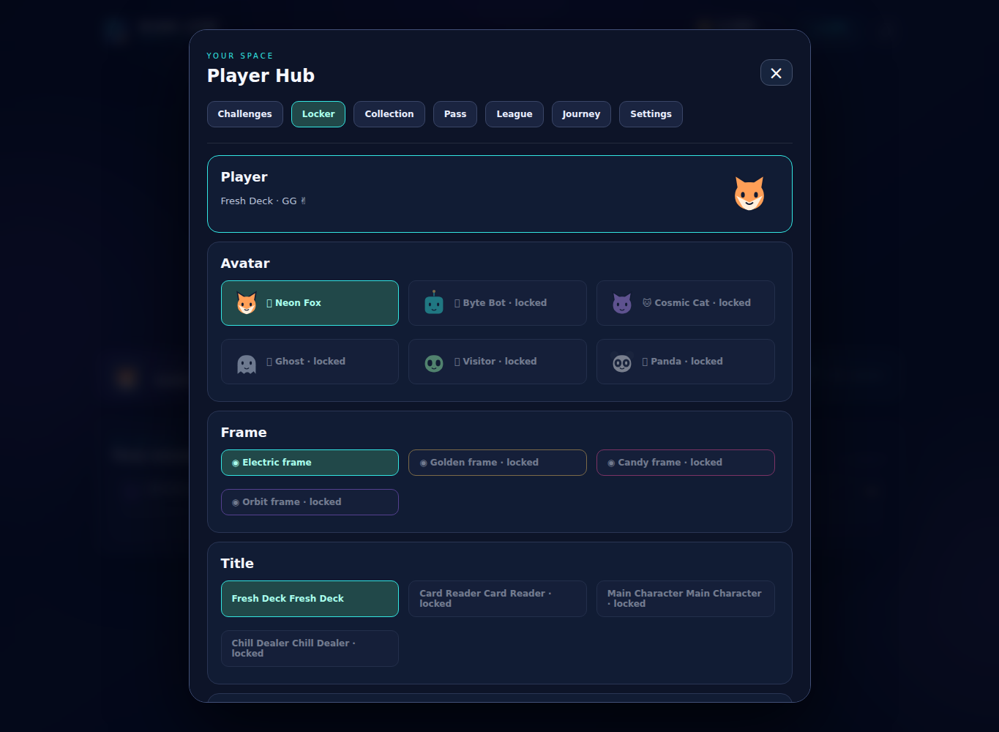 YOUR SPACE
Player Hub
×
Challenges
Locker
Collection
Pass
League
Journey
Settings
Player
Fresh Deck · GG ✌
Avatar
Neon Fox
Byte Bot · locked
🐱 Cosmic Cat · locked
Ghost · locked
Visitor · locked
Panda · locked
Frame
◉ Electric frame
◉ Golden frame · locked
◉ Candy frame · locked
◉ Orbit frame · locked
Title
Fresh Deck Fresh Deck
Card Reader Card Reader ·
locked
Main Character Main Character
· locked
Chill Dealer Chill Dealer ·
locked